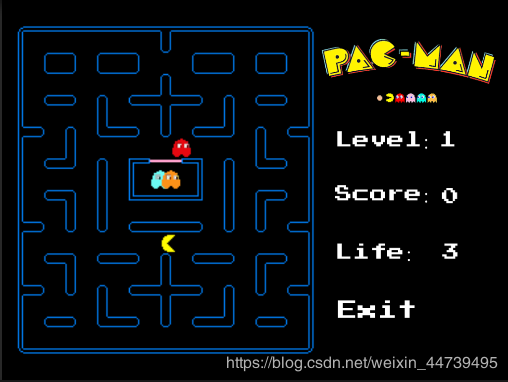 PAC-MAN
Level: 1
Score: 0
Life: 3
Exit
https://blog.csdn.net/weixin_44739495